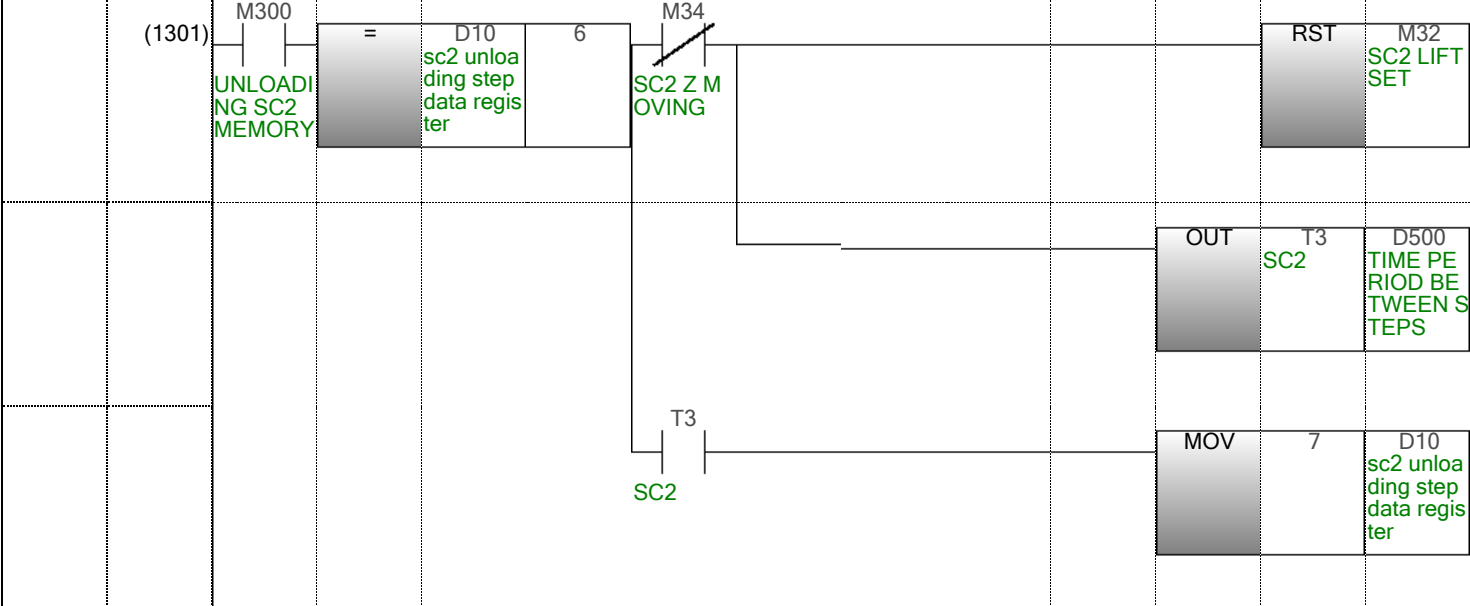 M300
M34
(1301)
=
D10
6
RST
M32
sc2 unloa
ding step
data regis
ter
SC2 LIFT
SET
UNLOADI
NG SC2
MEMORY
SC2 Z M
OVING
OUT
T3
D500
SC2
TIME PE
RIOD BE
TWEEN S
TEPS
T3
SC2
MOV
7
D10
sc2 unloa
ding step
data regis
ter